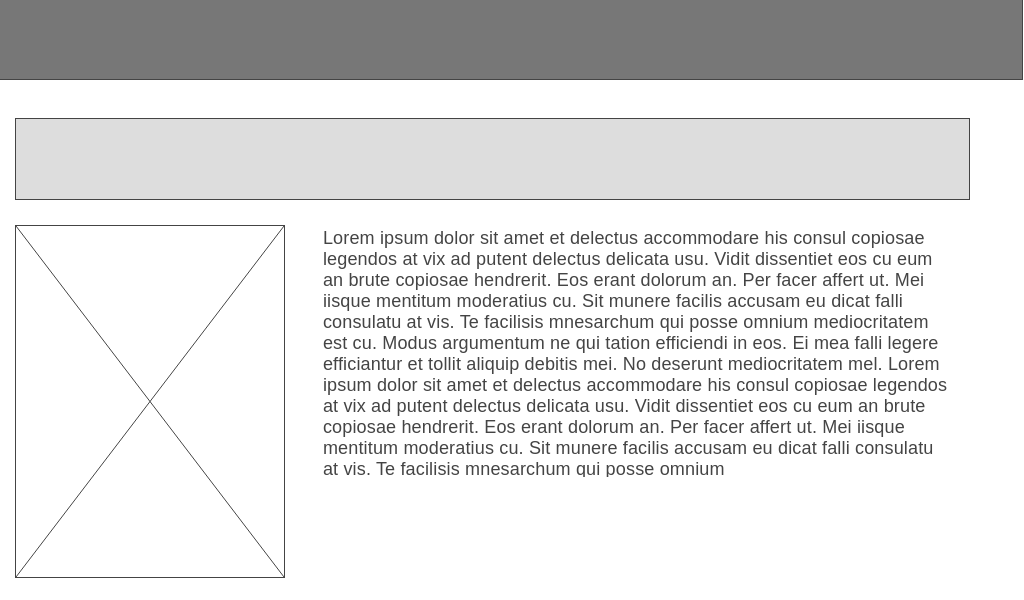 Lorem ipsum dolor sit amet et delectus accommodare his consul copiosae
legendos at vix ad putent delectus delicata usu. Vidit dissentiet eos cu eum
an brute copiosae hendrerit. Eos erant dolorum an. Per facer affert ut. Mei
iisque mentitum moderatius cu. Sit munere facilis accusam eu dicat falli
consulatu at vis. Te facilisis mnesarchum qui posse omnium mediocritatem
est cu. Modus argumentum ne qui tation efficiendi in eos. Ei mea falli legere
efficiantur et tollit aliquip debitis mei. No deserunt mediocritatem mel. Lorem
ipsum dolor sit amet et delectus accommodare his consul copiosae legendos
at vix ad putent delectus delicata usu. Vidit dissentiet eos cu eum an brute
copiosae hendrerit. Eos erant dolorum an. Per facer affert ut. Mei iisque
mentitum moderatius cu. Sit munere facilis accusam eu dicat falli consulatu
at vis. Te facilisis mnesarchum qui posse omnium